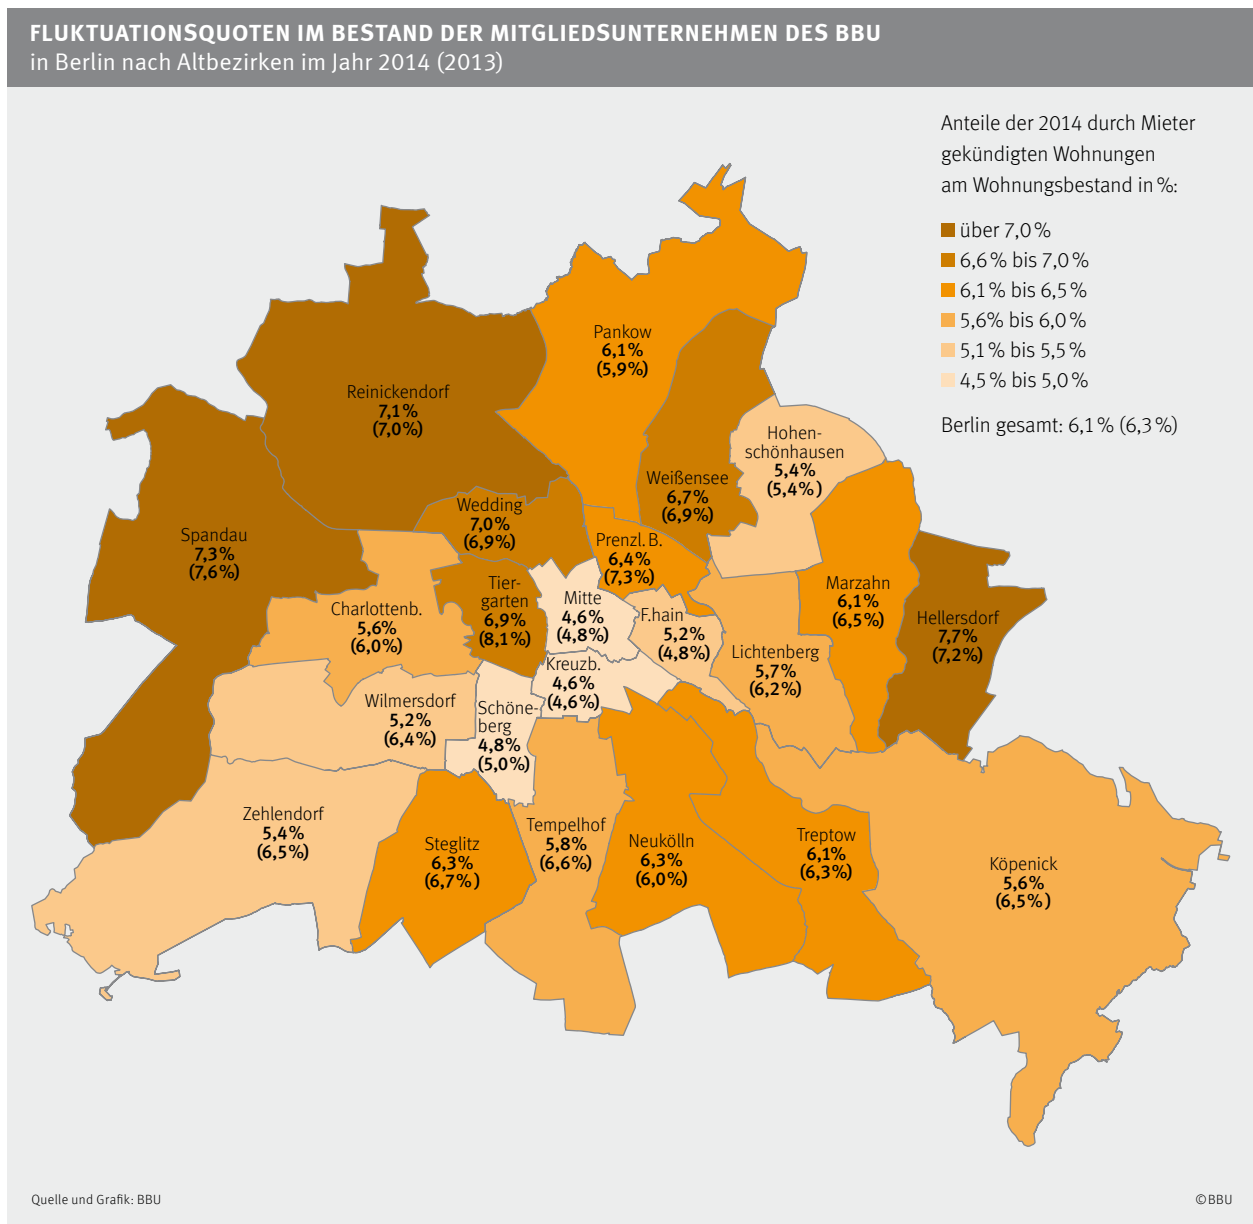 FLUKTUATIONSQUOTEN IM BESTAND DER MITGLIEDSUNTERNEHMEN DES BBU
in Berlin nach Altbezirken im Jahr 2014 (2013)
Anteile der 2014 durch Mieter
gekündigten Wohnungen
am Wohnungsbestand in %:
über 7,0 %
6,6 % bis 7,0 %
6,1 % bis 6,5 %
5,6% bis 6,0 %
5,1 % bis 5,5 %
4,5 % bis 5,0 %
Berlin gesamt: 6,1 % (6,3 %)
Pankow
6,1%
(5,9%)
Reinickendorf
7,1%
(7,0%)
Hohen-
schönhausen
5,4%
(5,4%)
Weißensee
6,7%
(6,9%)
Wedding
7,0%
(6,9%)
Spandau
7,3%
(7,6%)
Prenzl. B.
6,4%
(7,3%)
Tier-
garten
6,9%
(8,1%)
Mitte
4,6%
(4,8%)
Marzahn
6,1%
(6,5%)
Charlottenb.
5,6%
(6,0%)
F.hain
5,2%
(4,8%)
Hellersdorf
7,7%
(7,2%)
Lichtenberg
5,7%
(6,2%)
Kreuzb.
4,6%
(4,6%)
Wilmersdorf
5,2%
(6,4%)
Schöne-
berg
4,8%
(5,0%)
Zehlendorf
5,4%
(6,5%)
Steglitz
6,3%
(6,7%)
Tempelhof
5,8%
(6,6%)
Neukölln
6,3%
(6,0%)
Treptow
6,1%
(6,3%)
Köpenick
5,6%
(6,5%)
Quelle und Grafik: BBU
©BBU